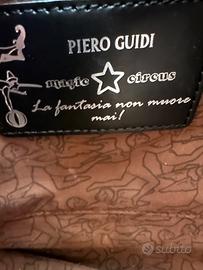 PIERO GUIDI
magic circus
La fantasia non muore
mai!
subito